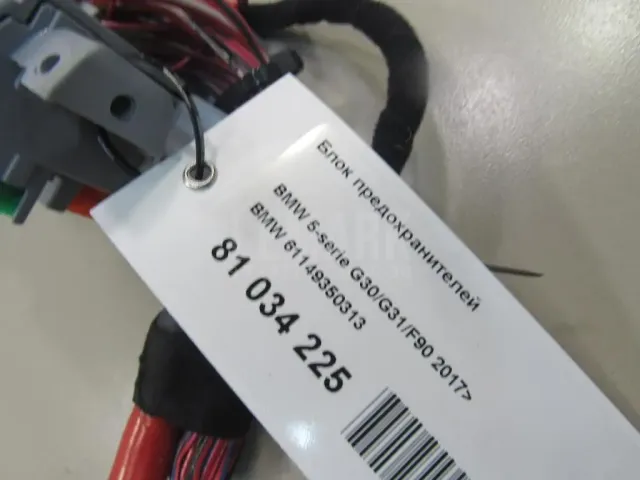 Блок предохранителей
BMW 5-serie G30/G31/F90 2017>
BMW 61149350313
81 034 225